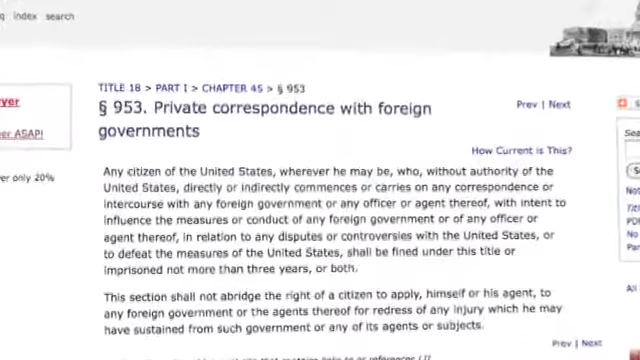 index search
TITLE 18 > PART I > CHAPTER 45 > § 953
§ 953. Private correspondence with foreign
governments
Prev | Next
How Current is This?
er ASAP!
er only 20%
Any citizen of the United States, wherever he may be, who, without authority of the
United States, directly or indirectly commences or carries on any correspondence or
intercourse with any foreign government or any officer or agent thereof, with intent to
influence the measures or conduct of any foreign government or of any officer or
agent thereof, in relation to any disputes or controversies with the United States, or
to defeat the measures of the United States, shall be fined under this title or
imprisoned not more than three years, or both.
This section shall not abridge the right of a citizen to apply, himself or his agent, to
any foreign government or the agents thereof for redress of any injury which he may
have sustained from such government or any of its agents or subjects.
Prev | Next